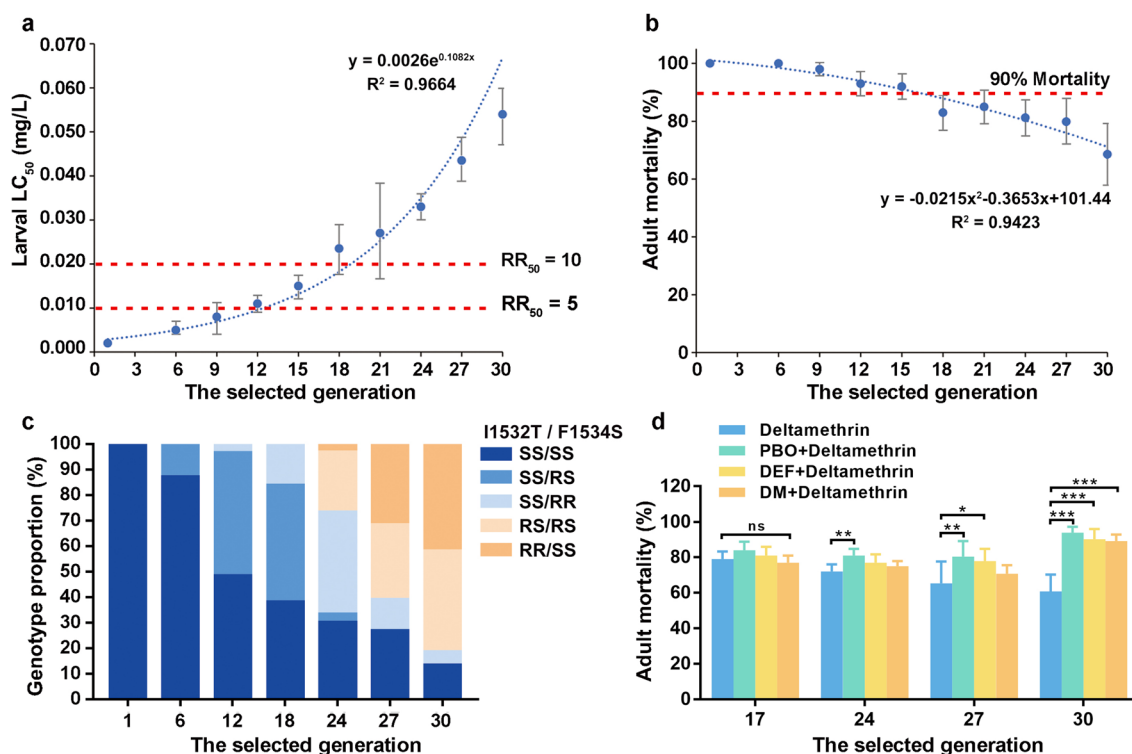 a
Larval LC50 (mg/L)
0.070
0.060
0.050
0.040
0.030
0.020
0.010
0.000
y = 0.0026e^0.1082x
R² = 0.9664
RR50 = 10
RR50 = 5
0 3 6 9 12 15 18 21 24 27 30
The selected generation
b
Adult mortality (%)
100
80
60
40
20
0
90% Mortality
y = -0.0215x²-0.3653x+101.44
R² = 0.9423
0 3 6 9 12 15 18 21 24 27 30
The selected generation
c
Genotype proportion (%)
100
90
80
70
60
50
40
30
20
10
0
1 6 12 18 24 27 30
The selected generation
I1532T / F1534S
SS/SS
SS/RS
SS/RR
RS/RS
RR/SS
d
Deltamethrin
PBO+Deltamethrin
DEF+Deltamethrin
DM+Deltamethrin
Adult mortality (%)
120
100
80
60
40
20
0
ns
**
*
**
***
***
***
17 24 27 30
The selected generation